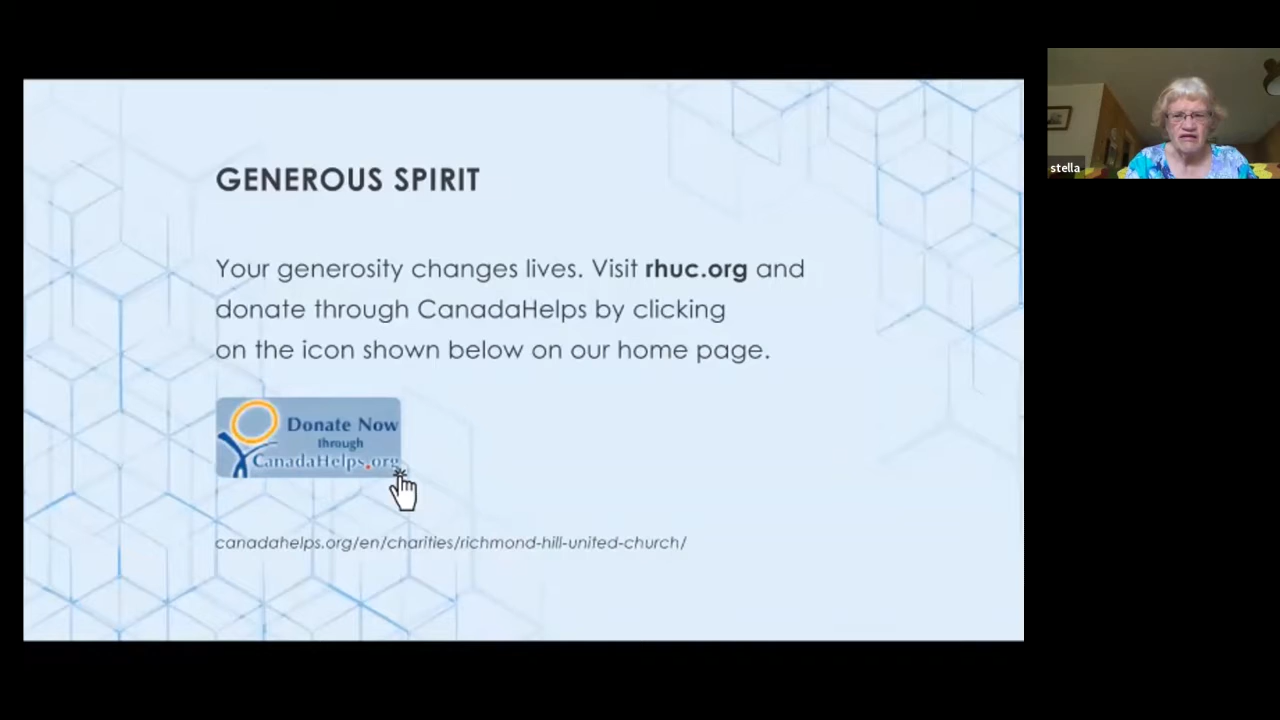 GENEROUS SPIRIT
Your generosity changes lives. Visit rhuc.org and
donate through CanadaHelps by clicking
on the icon shown below on our home page.
Donate Now
through
CanadaHelps.org
canadahelps.org/en/charities/richmond-hill-united-church/
stella